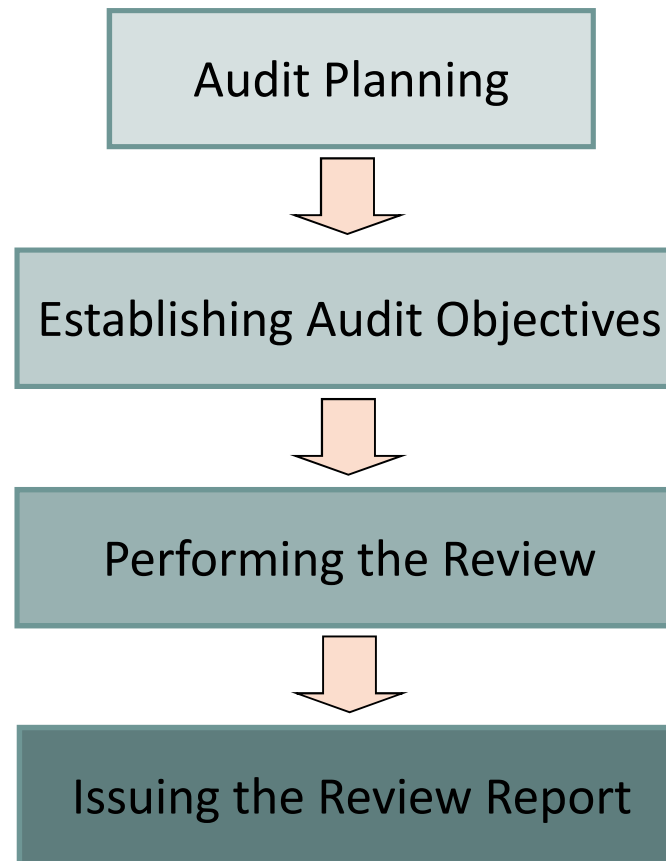 Audit Planning
Establishing Audit Objectives
Performing the Review
Issuing the Review Report